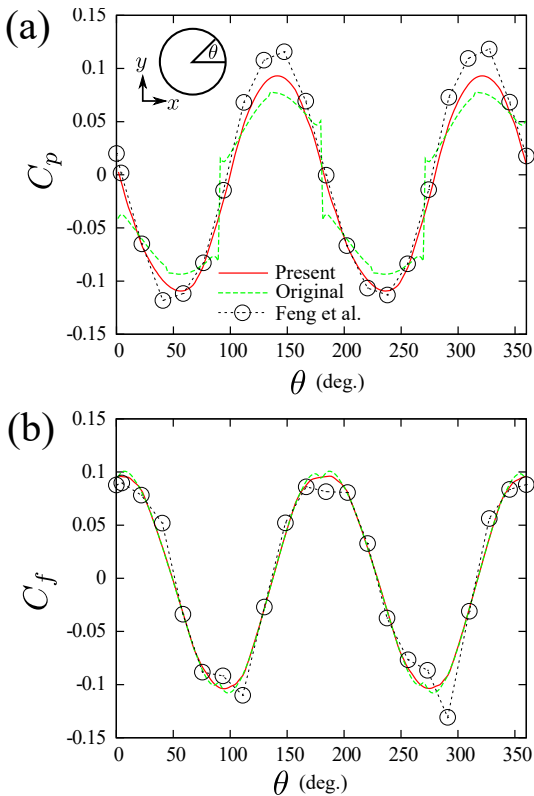 (a)
θ
y
x
0.15
0.1
0.05
0
-0.05
-0.1
-0.15
C_p
Present
Original
Feng et al.
0 50 100 150 200 250 300 350
θ (deg.)
(b)
0.15
0.1
0.05
0
-0.05
-0.1
-0.15
C_f
0 50 100 150 200 250 300 350
θ (deg.)